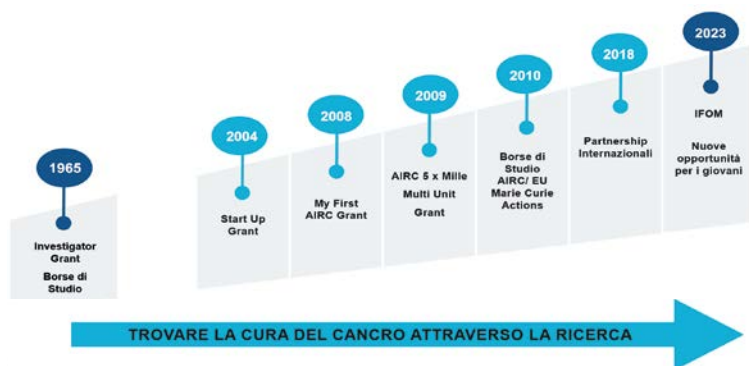 1965
Investigator
Grant
Borse di
Studio
2004
Start Up
Grant
2008
My First
AIRC Grant
2009
AIRC 5 x Mille
Multi Unit
Grant
2010
Borse di
Studio
AIRC/ EU
Marie Curie
Actions
2018
Partnership
Internazionali
2023
IFOM
Nuove
opportunità
per i giovani
TROVARE LA CURA DEL CANCRO ATTRAVERSO LA RICERCA